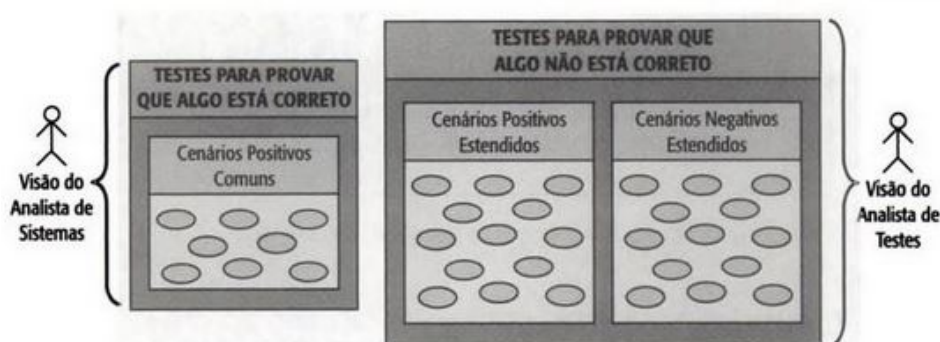 TESTES PARA PROVAR
QUE ALGO ESTÁ CORRETO
Cenários Positivos
Comuns
Visão do
Analista de
Sistemas
TESTES PARA PROVAR QUE
ALGO NÃO ESTÁ CORRETO
Cenários Positivos
Estendidos
Cenários Negativos
Estendidos
Visão do
Analista de
Testes